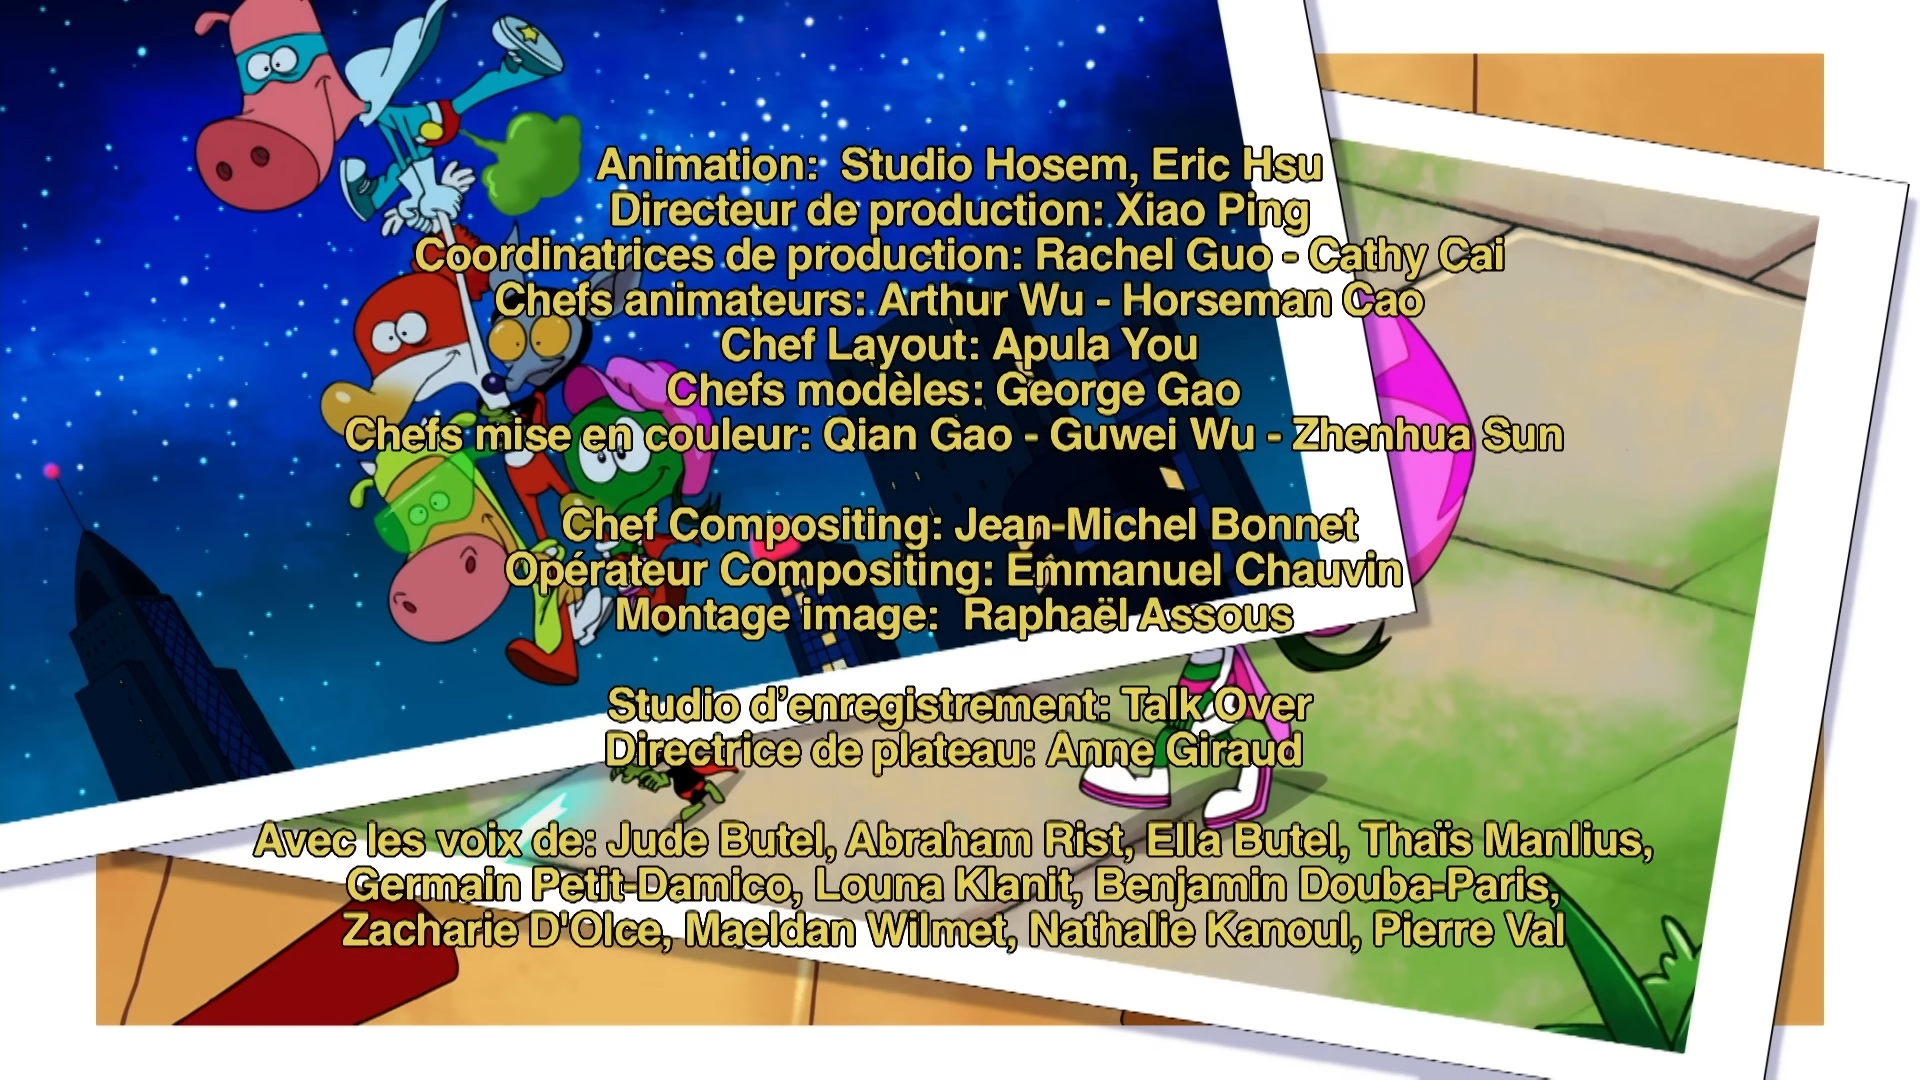 Animation:  Studio Hosem, Eric Hsu
Directeur de production: Xiao Ping
Coordinatrices de production: Rachel Guo - Cathy Cai
Chefs animateurs: Arthur Wu - Horseman Cao
Chef Layout: Apula You
Chefs modèles: George Gao
Chefs mise en couleur: Qian Gao - Guwei Wu - Zhenhua Sun
Chef Compositing: Jean-Michel Bonnet
Opérateur Compositing: Emmanuel Chauvin
Montage image:  Raphaël Assous
Studio d’enregistrement: Talk Over
Directrice de plateau: Anne Giraud
Avec les voix de: Jude Butel, Abraham Rist, Ella Butel, Thaïs Manlius,
Germain Petit-Damico, Louna Klanit, Benjamin Douba-Paris,
Zacharie D'Olce, Maeldan Wilmet, Nathalie Kanoul, Pierre Val